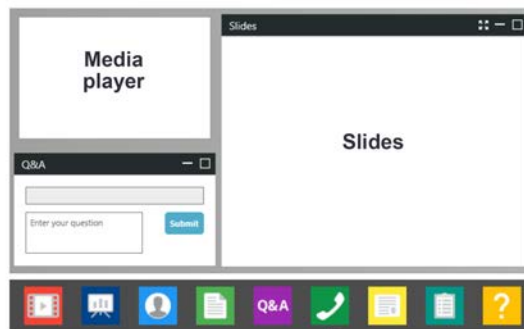 Media
player
Slides
Slides
Q&A
Enter your question
Submit
Q&A
?